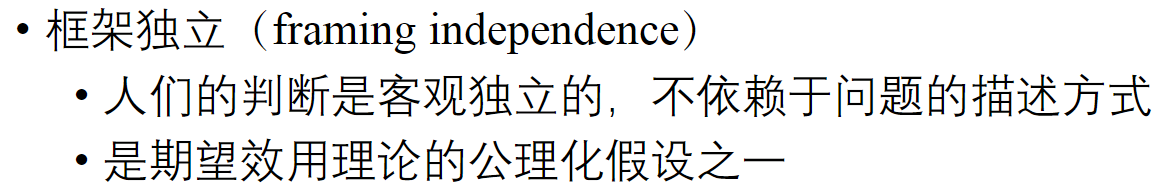 • 框架独立（framing independence）
• 人们的判断是客观独立的，不依赖于问题的描述方式
• 是期望效用理论的公理化假设之一